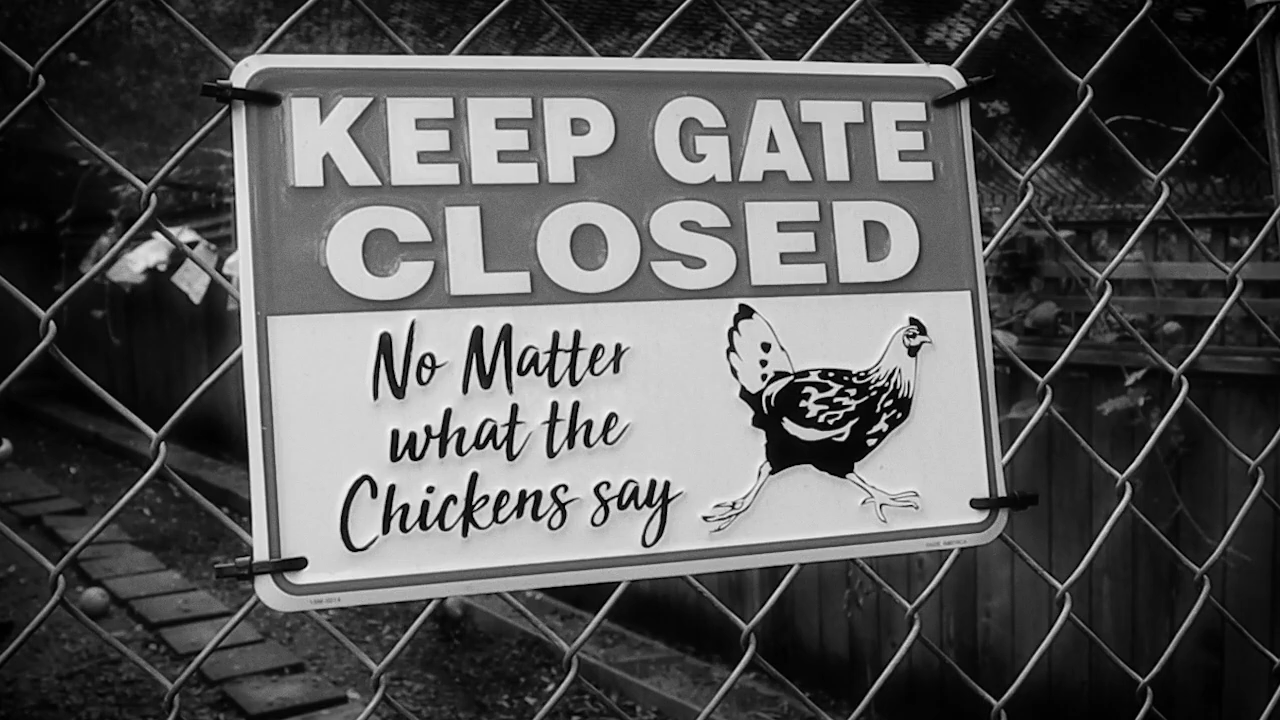 KEEP GATE
CLOSED
No Matter
what the
Chickens say